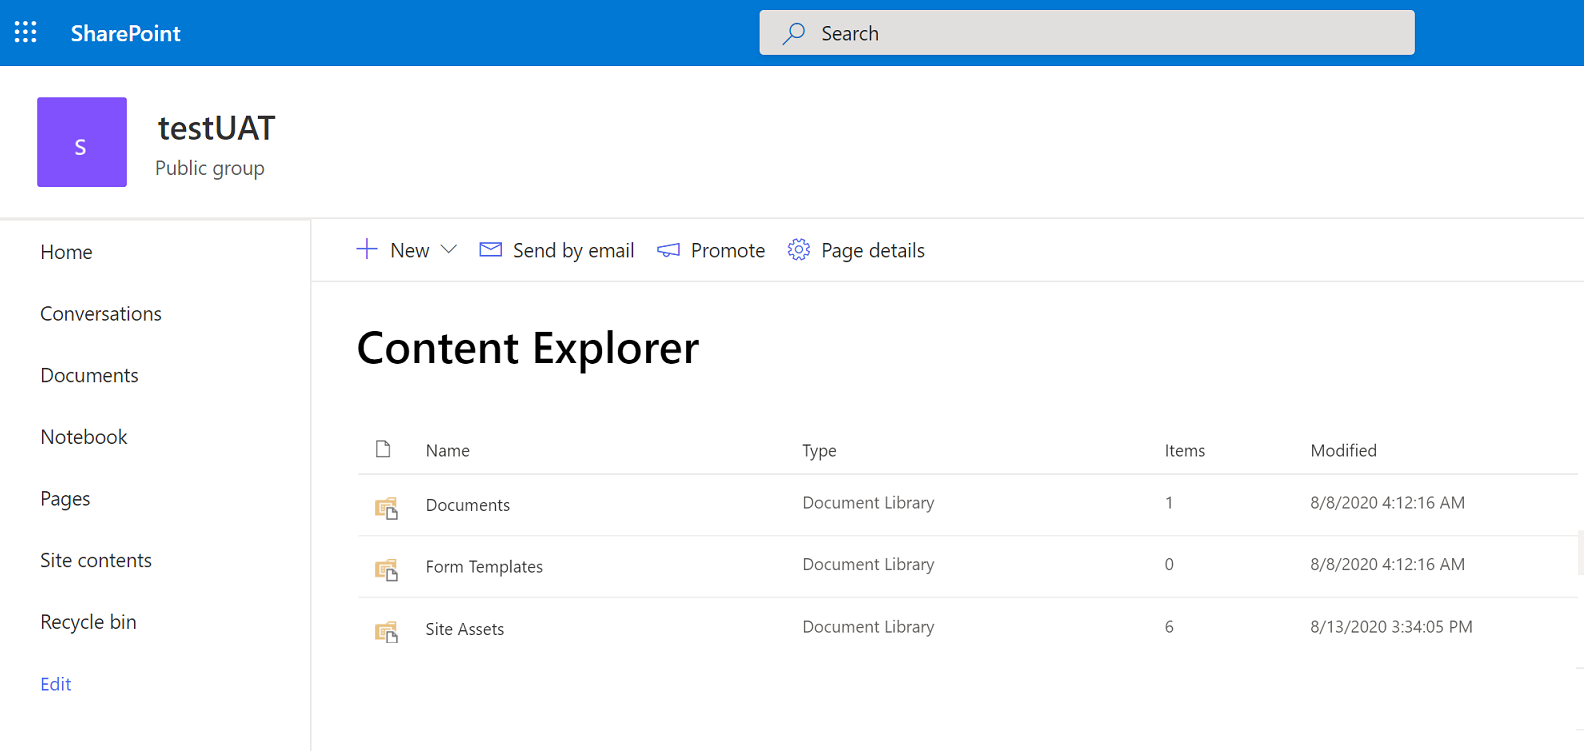 SharePoint
Search
S
testUAT
Public group
Home
Conversations
Documents
Notebook
Pages
Site contents
Recycle bin
Edit
New Send by email Promote Page details
Content Explorer
Name Type Items Modified
Documents Document Library 1 8/8/2020 4:12:16 AM
Form Templates Document Library 0 8/8/2020 4:12:16 AM
Site Assets Document Library 6 8/13/2020 3:34:05 PM